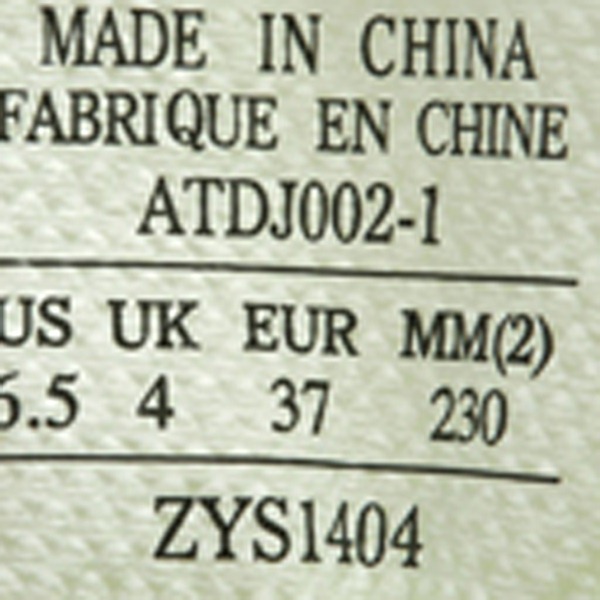 MADE IN CHINA
FABRIQUE EN CHINE
ATDJ002-1
US UK EUR MM(2)
6.5 4 37 230
ZYS1404